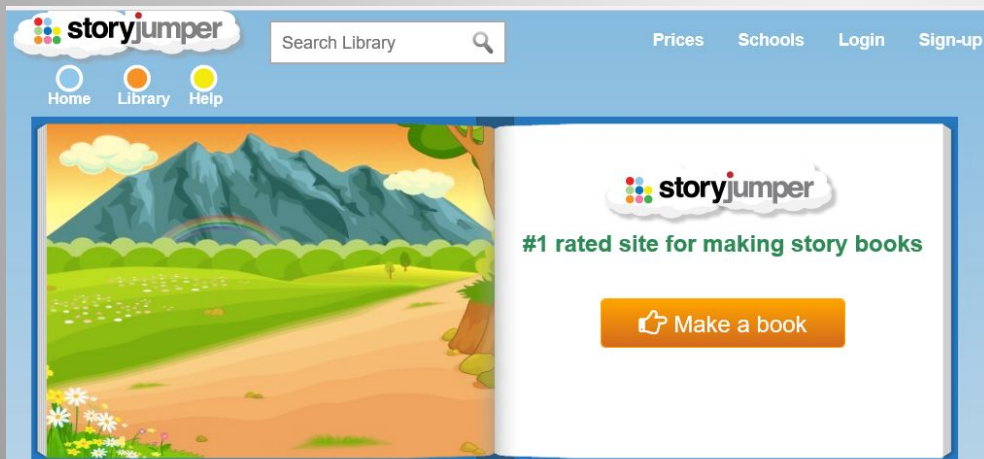 storyjumper
Search Library
Prices Schools Login Sign-up
Home Library Help
storyjumper
#1 rated site for making story books
Make a book